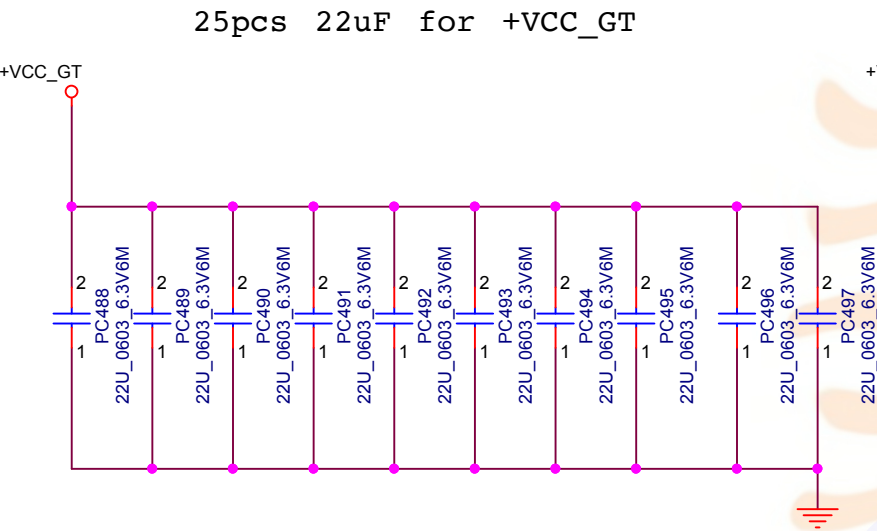 25pcs 22uF for +VCC_GT
+VCC_GT
2
1
PC488
22U_0603_6.3V6M
2
1
PC489
22U_0603_6.3V6M
2
1
PC490
22U_0603_6.3V6M
2
1
PC491
22U_0603_6.3V6M
2
1
PC492
22U_0603_6.3V6M
2
1
PC493
22U_0603_6.3V6M
2
1
PC494
22U_0603_6.3V6M
2
1
PC495
22U_0603_6.3V6M
2
1
PC496
22U_0603_6.3V6M
2
1
PC497
22U_0603_6.3V6M